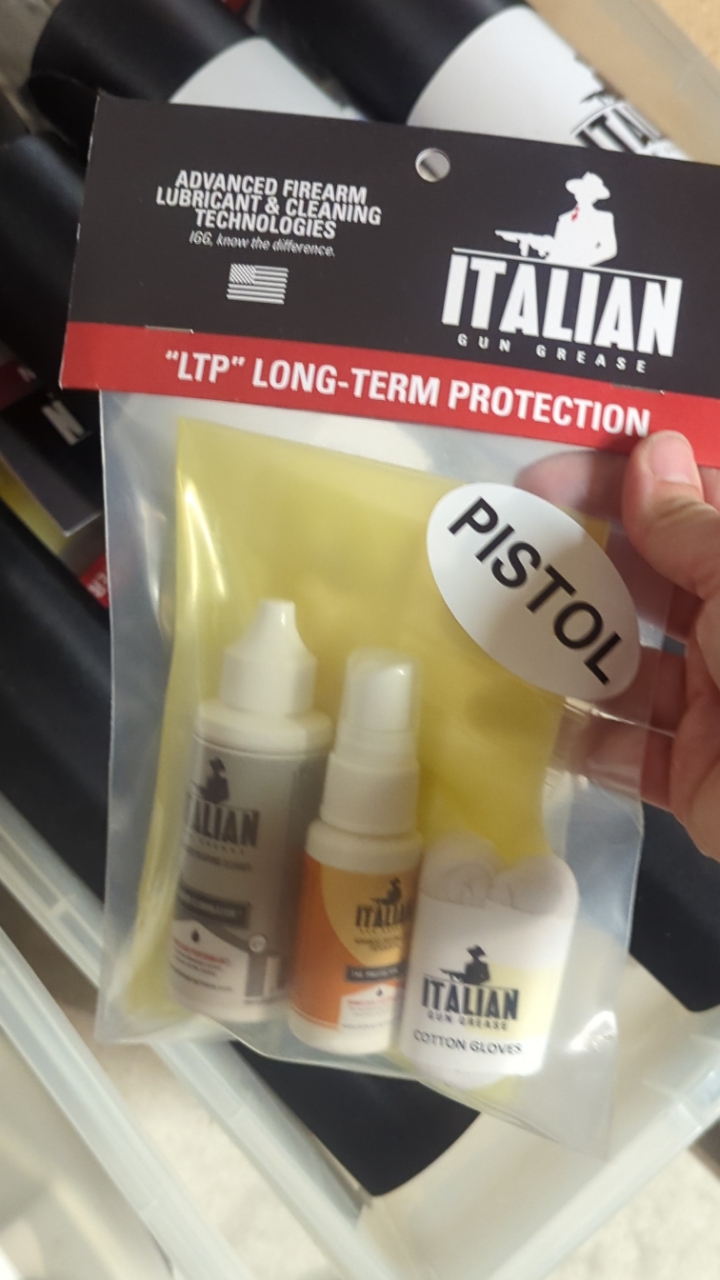 ADVANCED FIREARM
LUBRICANT & CLEANING
TECHNOLOGIES
IGG, know the difference.
ITALIAN
GUN GREASE
"LTP" LONG-TERM PROTECTION
PISTOL
ITALIAN
ITALIAN
ITALIAN
GUN GREASE
COTTON GLOVES